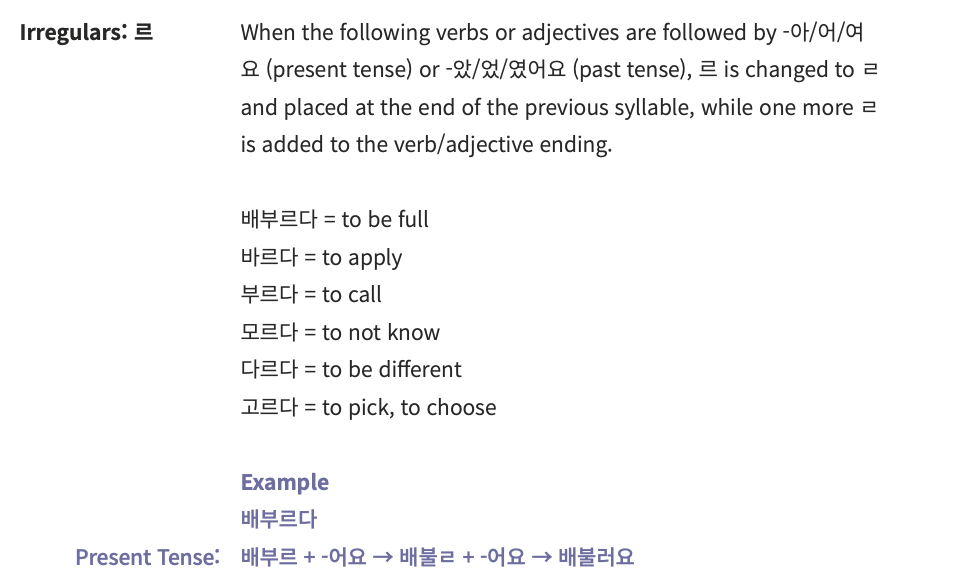 Irregulars: 르 When the following verbs or adjectives are followed by -아/어/여
요 (present tense) or -았/었/였어요 (past tense), 르 is changed to ㄹ
and placed at the end of the previous syllable, while one more ㄹ
is added to the verb/adjective ending.
배부르다 = to be full
바르다 = to apply
부르다 = to call
모르다 = to not know
다르다 = to be different
고르다 = to pick, to choose
Example
배부르다
Present Tense: 배부르 + -어요 → 배불ㄹ + -어요 → 배불러요